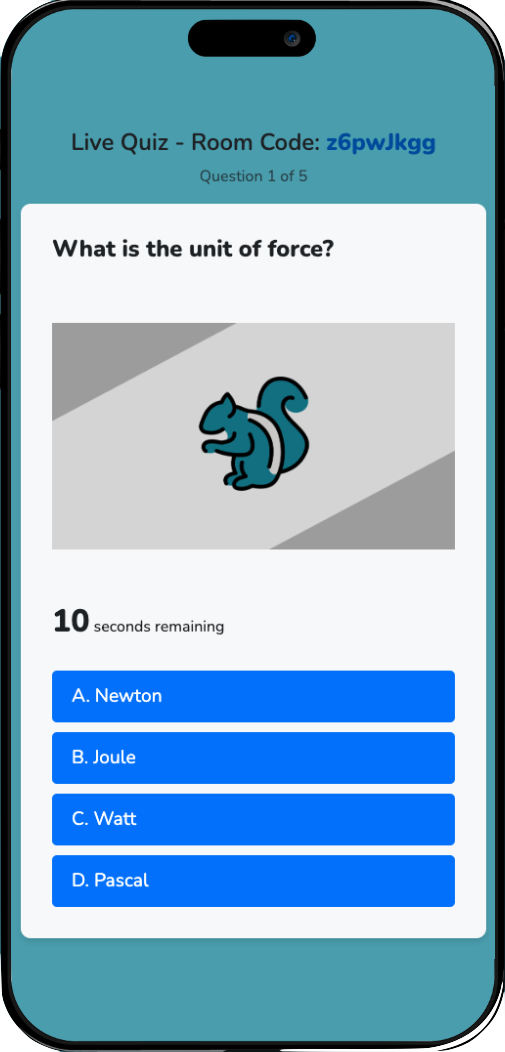 Live Quiz - Room Code: z6pwJkgg
Question 1 of 5
What is the unit of force?
10 seconds remaining
A. Newton
B. Joule
C. Watt
D. Pascal